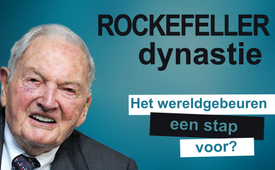 ROCKEFELLER
dynastie
Het wereldgebeuren
een stap
voor?